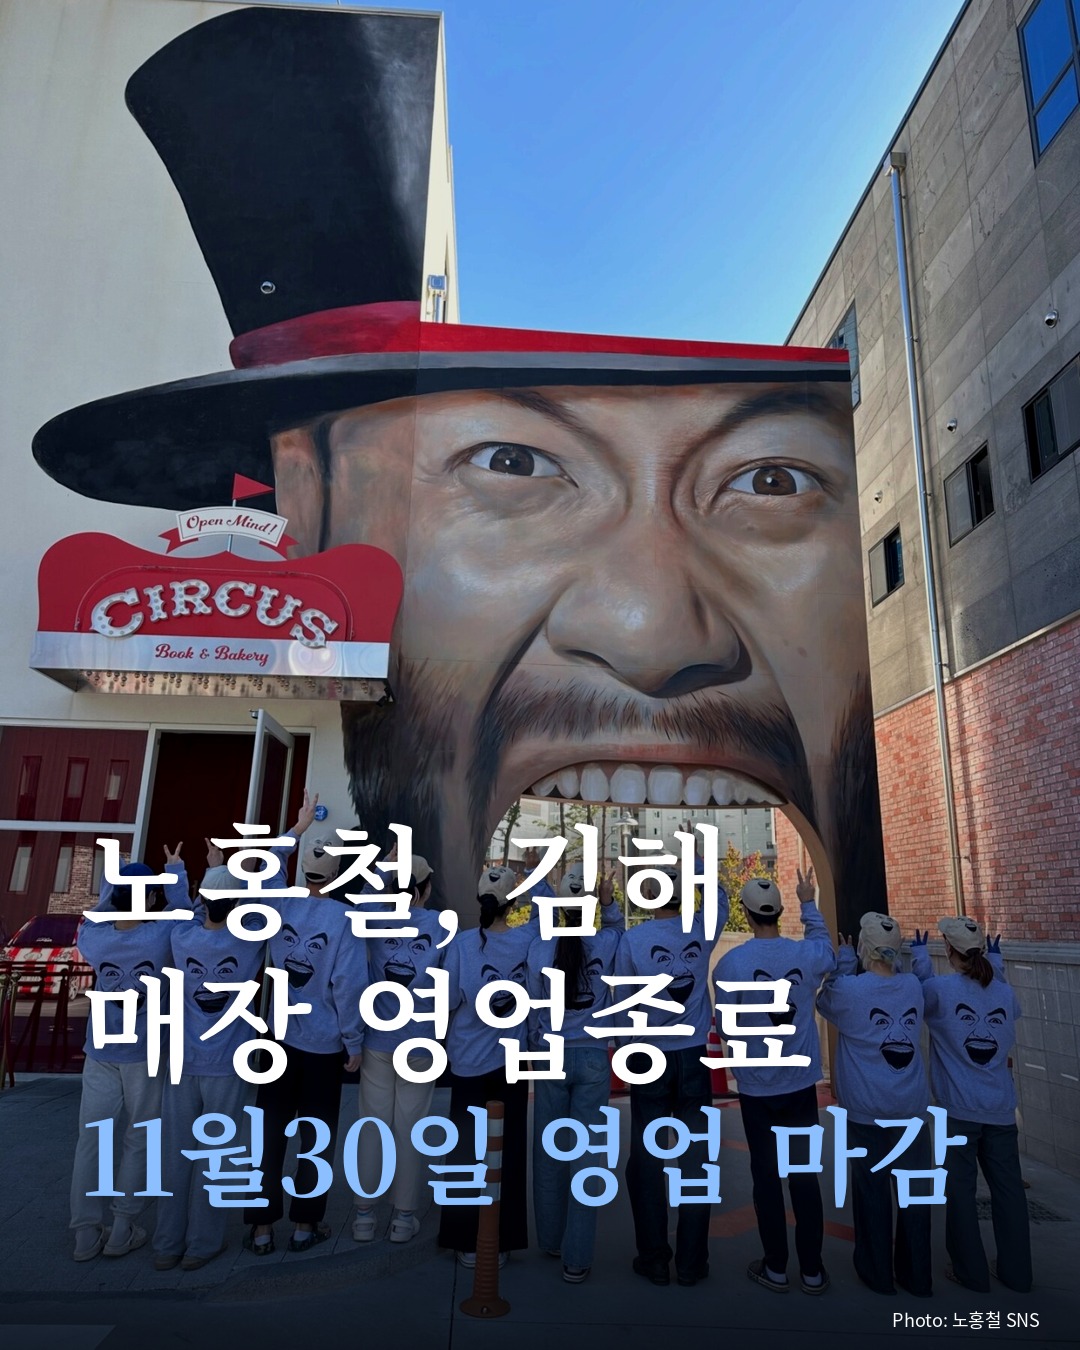 Open Mind!
CIRCUS
Book & Bakery
노홍철, 김해
매장 영업종료
11월30일 영업 마감
Photo: 노홍철 SNS